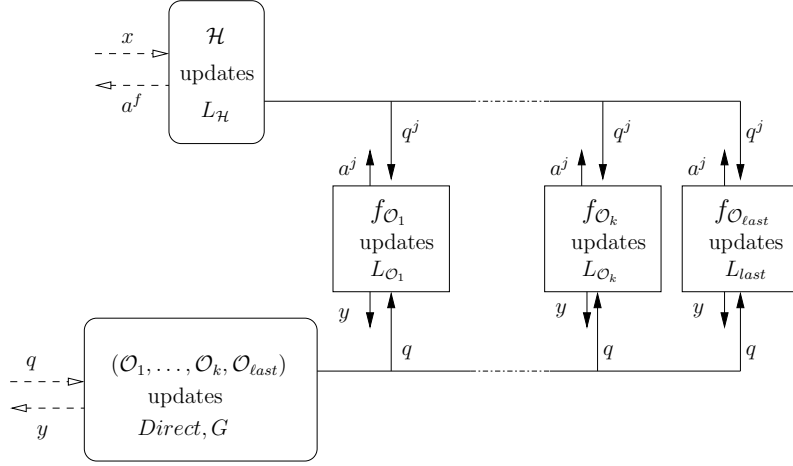 x
ℋ
updates
L_ℋ
a^f
q^j q^j q^j
a^j a^j a^j
f_{𝒪_1} f_{𝒪_k} f_{𝒪_{ℓast}}
updates updates updates
L_{𝒪_1} L_{𝒪_k} L_{last}
y y y
q q q
q
(𝒪_1, …, 𝒪_k, 𝒪_{ℓast})
updates
Direct, G
y